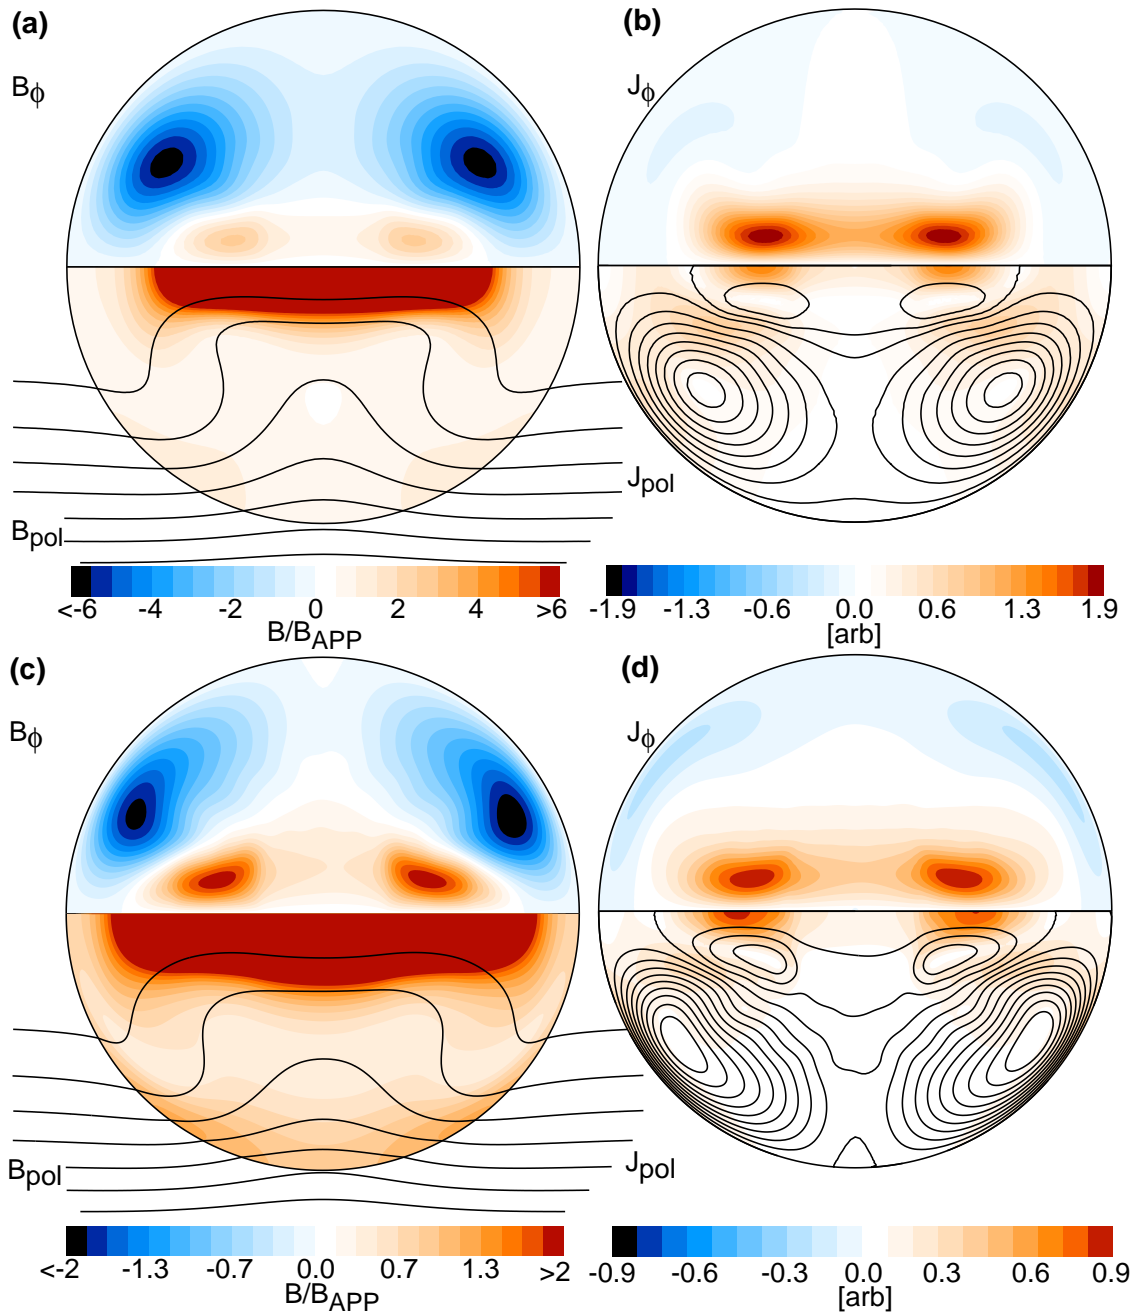 (a) (b)
Bϕ Jϕ
Bpol Jpol
<-6 -4 -2 0 2 4 >6 -1.9 -1.3 -0.6 0.0 0.6 1.3 1.9
B/BAPP [arb]
(c) (d)
Bϕ Jϕ
Bpol Jpol
<-2 -1.3 -0.7 0.0 0.7 1.3 >2 -0.9 -0.6 -0.3 0.0 0.3 0.6 0.9
B/BAPP [arb]